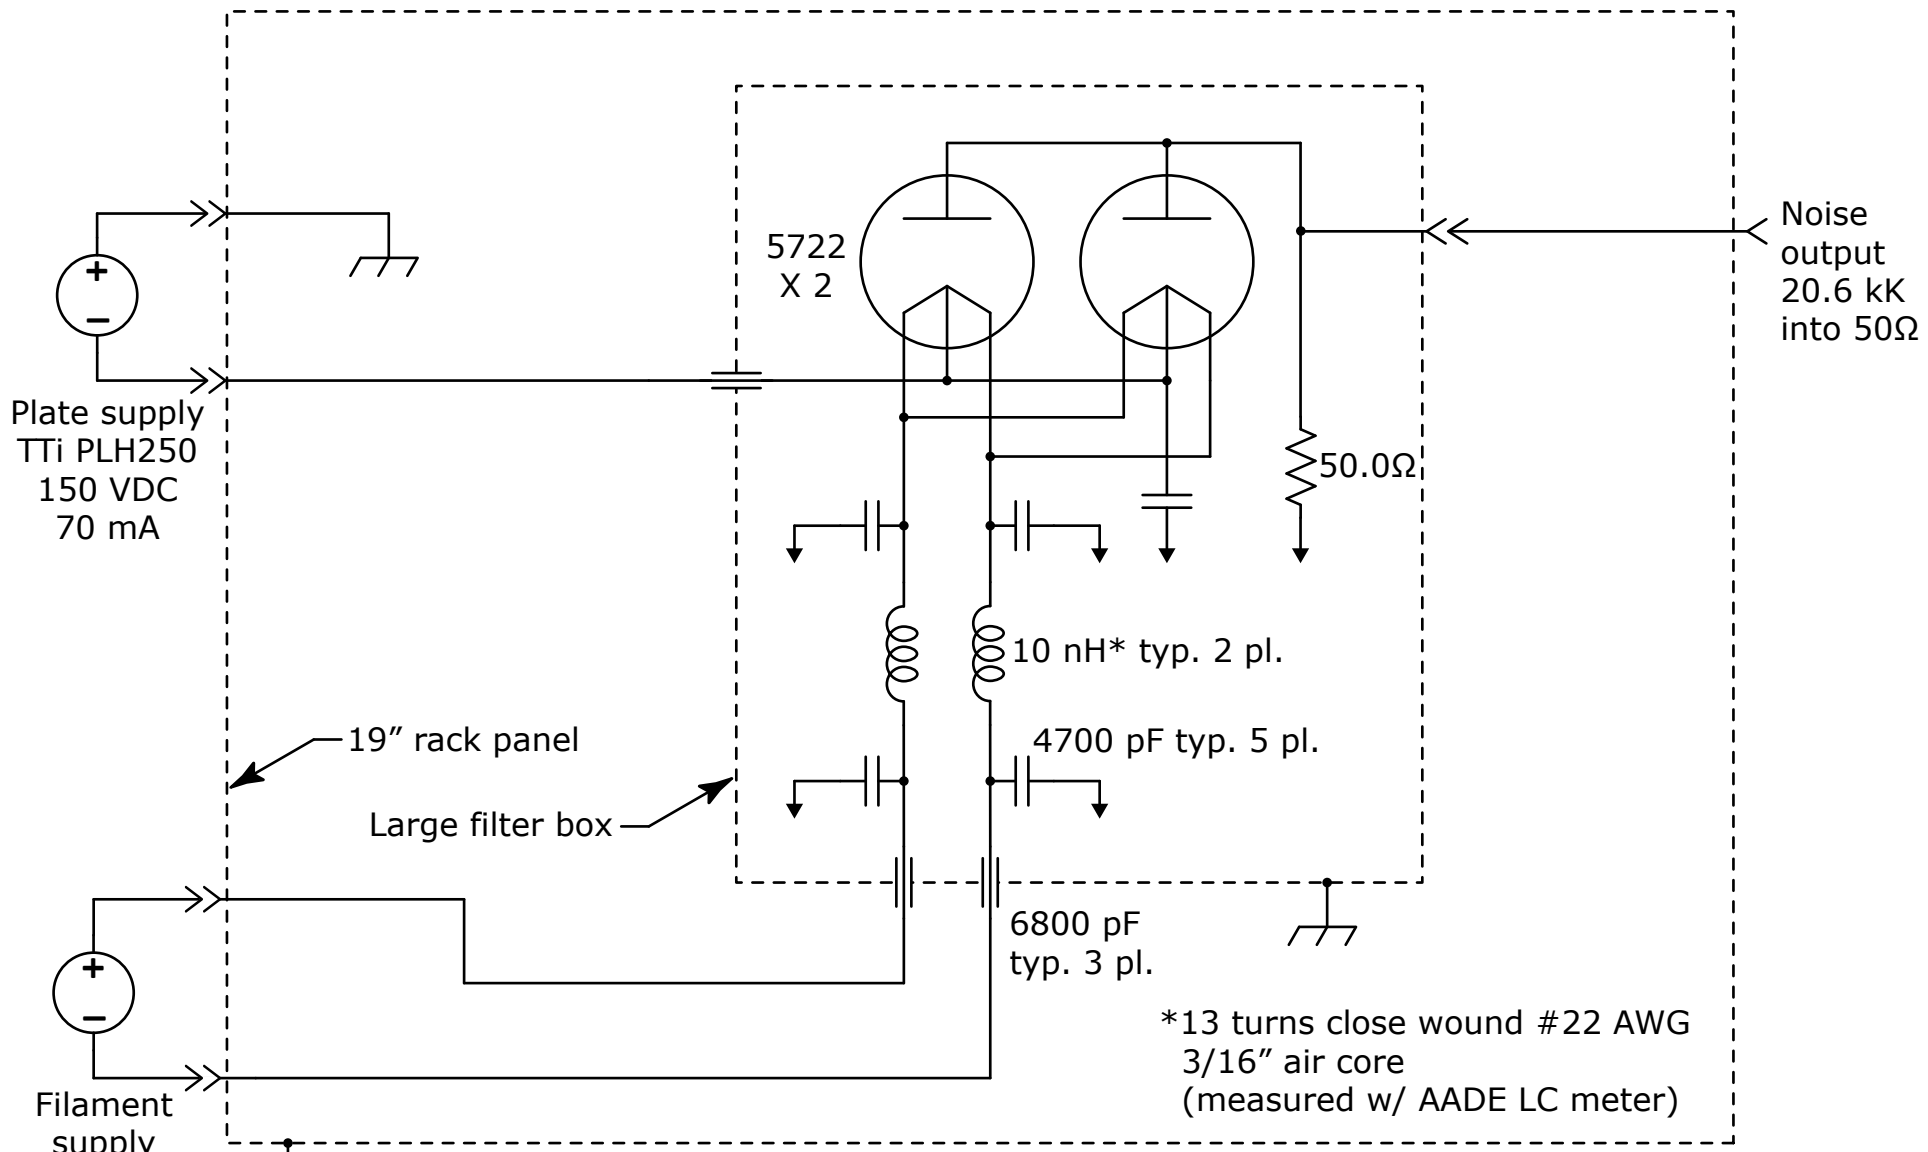 5722
X 2
Noise
output
20.6 kK
into 50Ω
+
−
Plate supply
TTi PLH250
150 VDC
70 mA
50.0Ω
10 nH* typ. 2 pl.
19” rack panel
4700 pF typ. 5 pl.
Large filter box
6800 pF
typ. 3 pl.
+
−
*13 turns close wound #22 AWG
3/16” air core
(measured w/ AADE LC meter)
Filament
supply